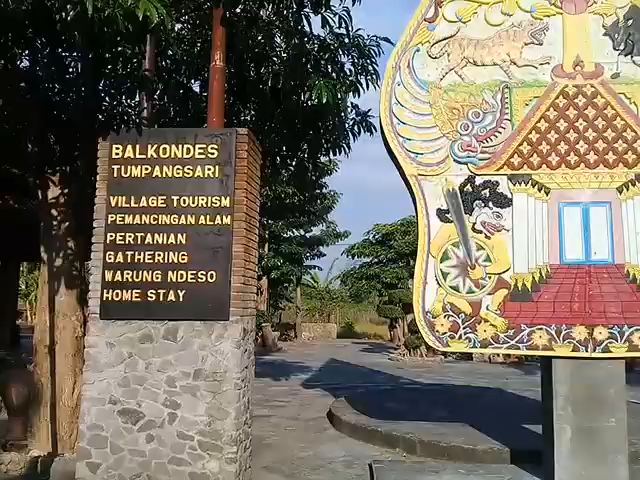 BALKONDES
TUMPANGSARI
VILLAGE TOURISM
PEMANCINGAN ALAM
PERTANIAN
GATHERING
WARUNG NDESO
HOME STAY